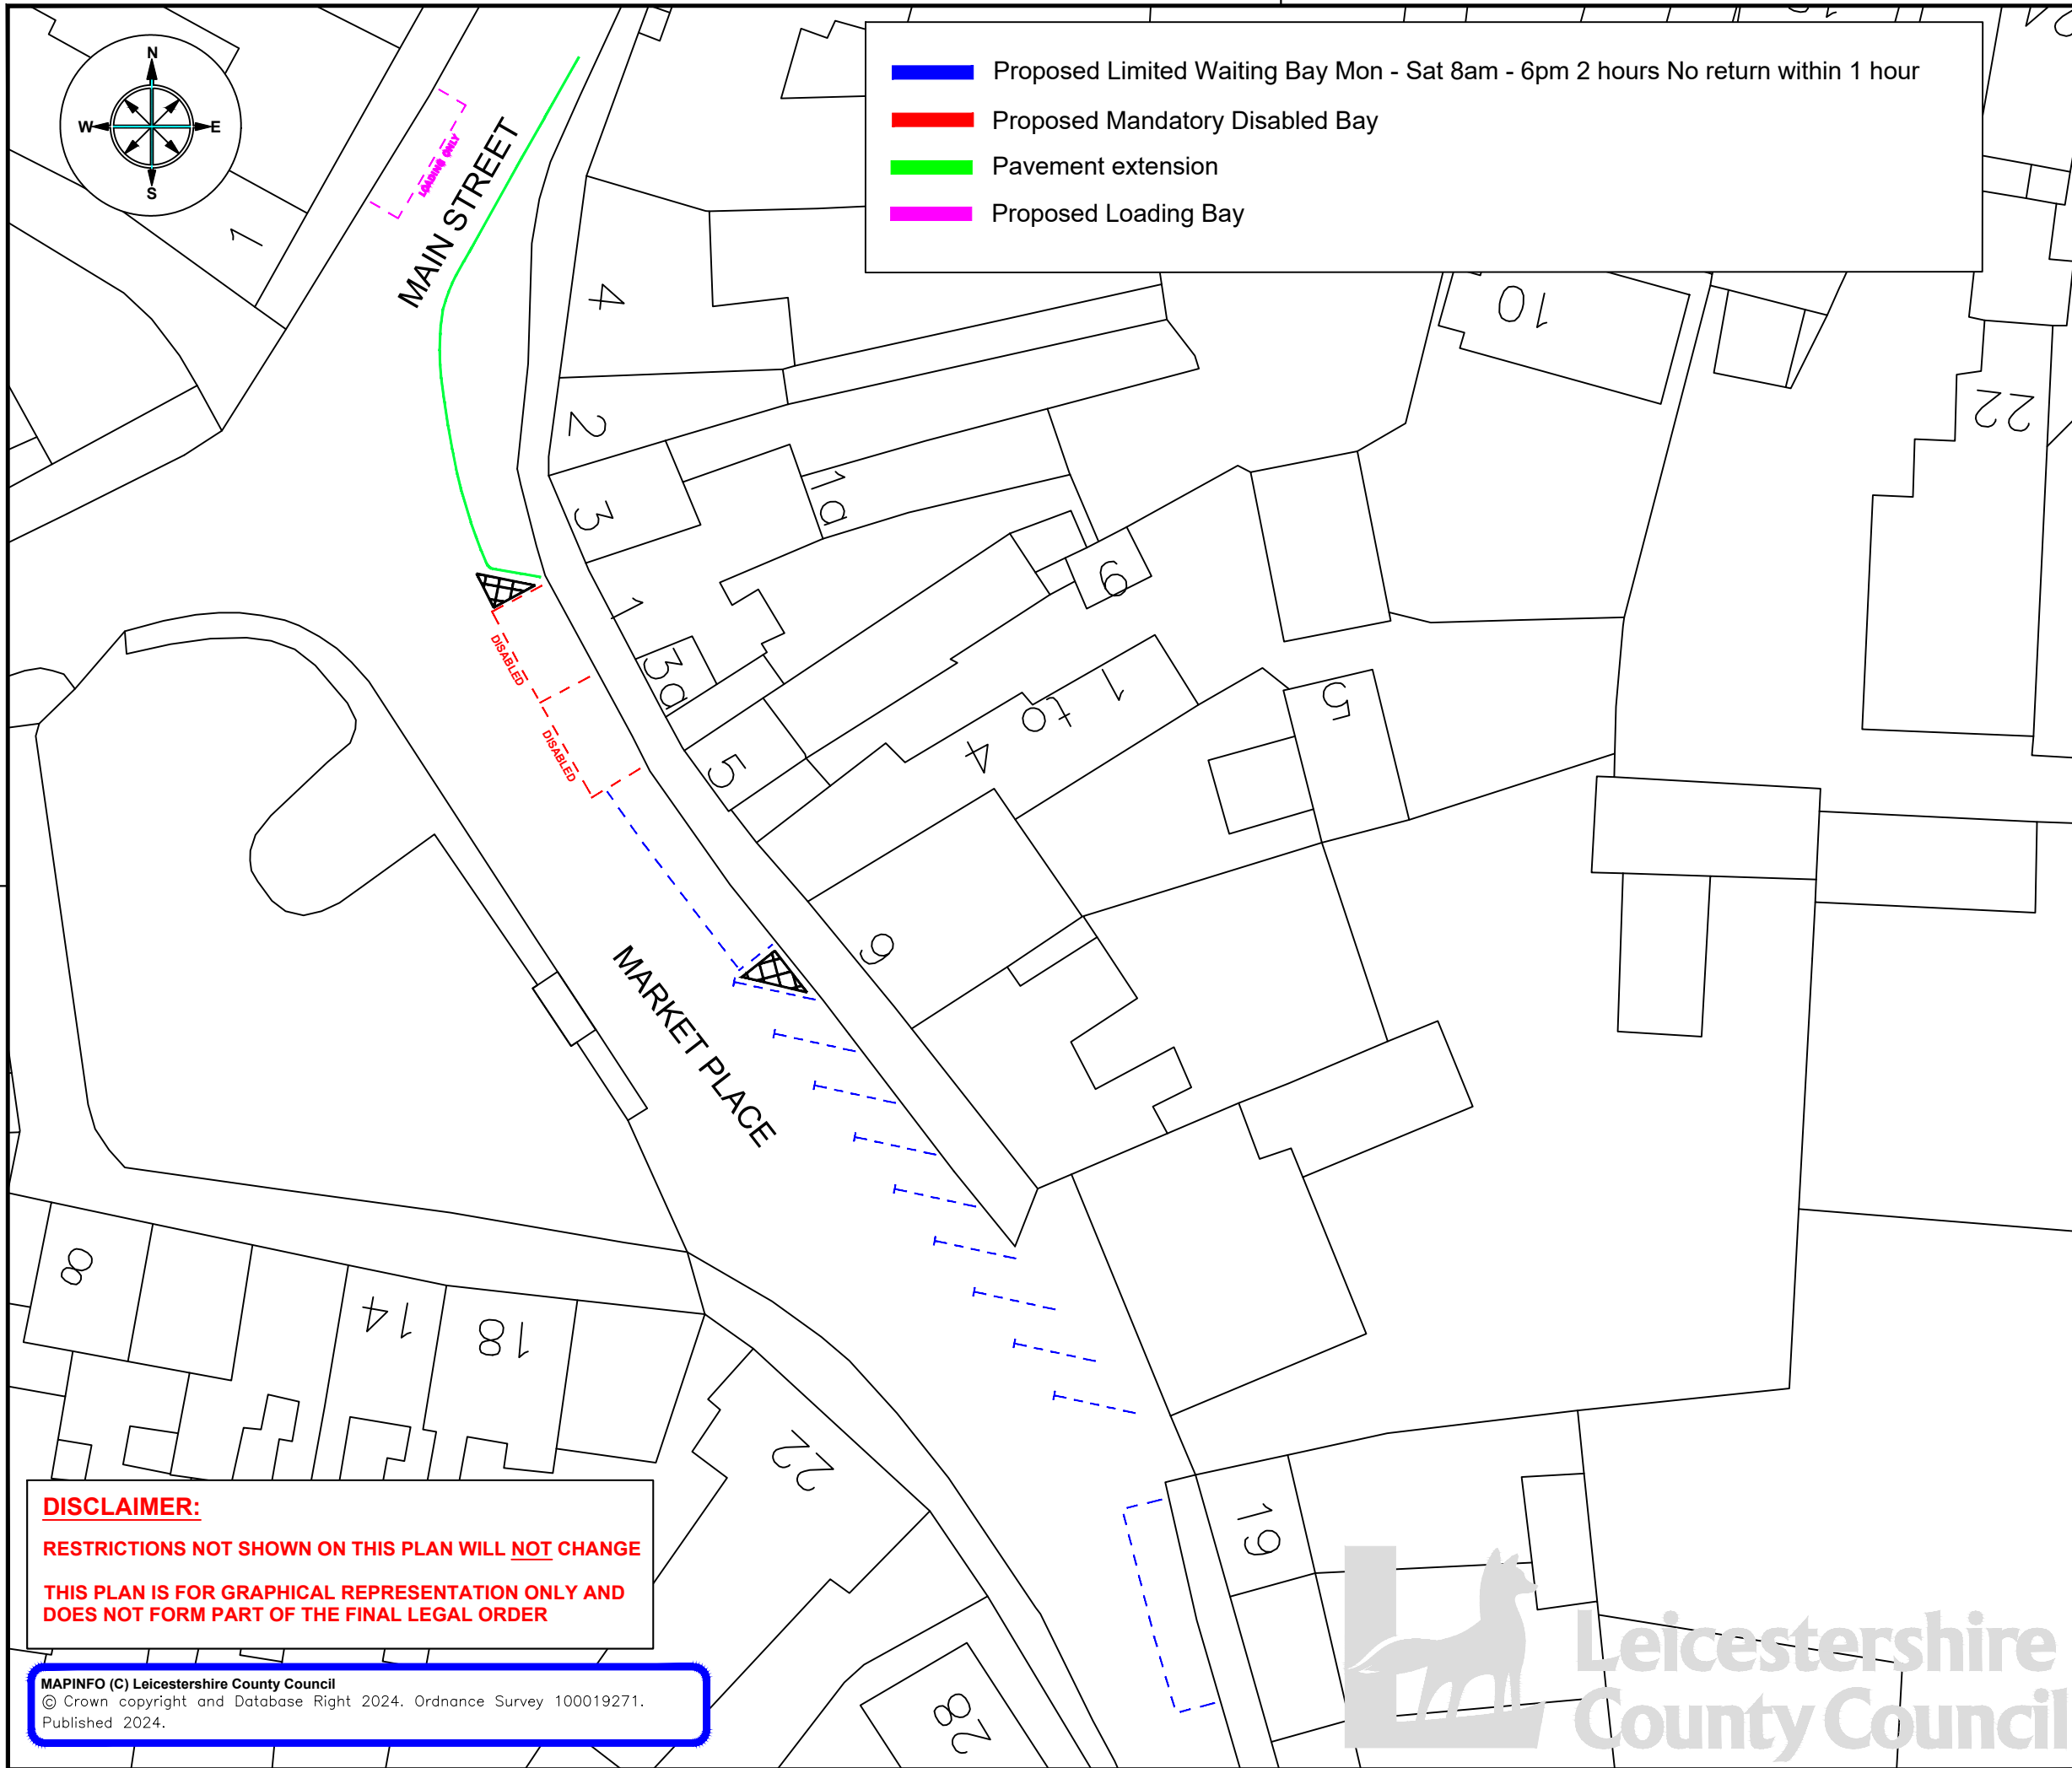 N
W
E
S
Proposed Limited Waiting Bay Mon - Sat 8am - 6pm 2 hours No return within 1 hour
Proposed Mandatory Disabled Bay
Pavement extension
Proposed Loading Bay
LOADING ONLY
MAIN STREET
1
4
10
2
22
3
1a
1
9
3a
DISABLED
DISABLED
5
1
to
4
5
9
MARKET PLACE
8
14
18
22
19
28
DISCLAIMER:
RESTRICTIONS NOT SHOWN ON THIS PLAN WILL NOT CHANGE
THIS PLAN IS FOR GRAPHICAL REPRESENTATION ONLY AND
DOES NOT FORM PART OF THE FINAL LEGAL ORDER
MAPINFO (C) Leicestershire County Council
© Crown copyright and Database Right 2024. Ordnance Survey 100019271.
Published 2024.
Leicestershire
County Council